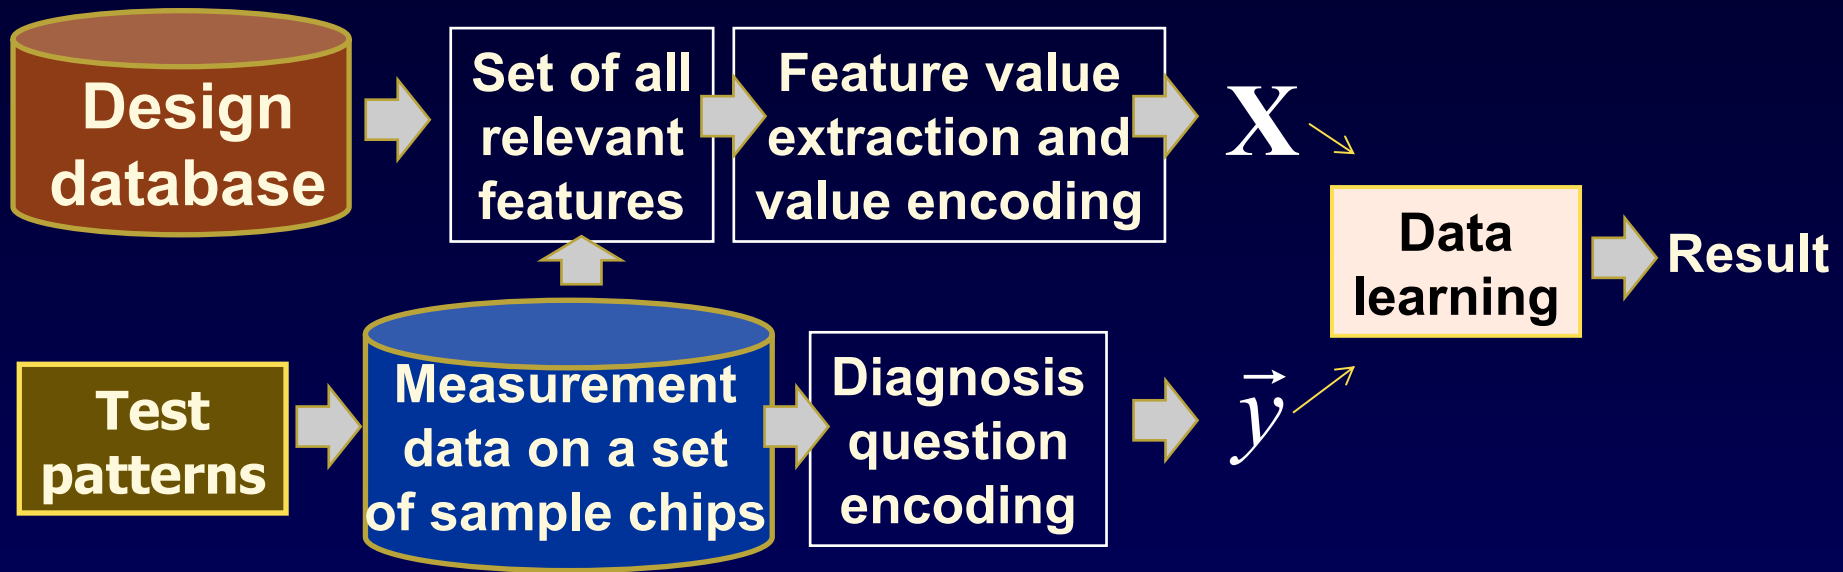 Design
database
Set of all
relevant
features
Feature value
extraction and
value encoding
X
Data
learning
Result
Test
patterns
Measurement
data on a set
of sample chips
Diagnosis
question
encoding
y⃗